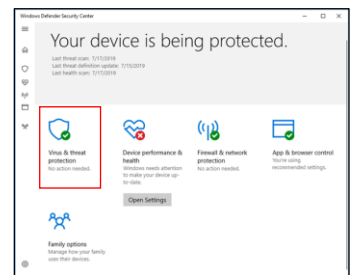 Windows Defender Security Center
Your device is being protected.
Last threat scan: 7/17/2019
Last threat definition update: 7/15/2019
Last health scan: 7/17/2019
Virus & threat
protection
No action needed.
Device performance &
health
Windows needs attention
to make your device up-
to-date.
Open Settings
Firewall & network
protection
No action needed.
App & browser control
You're using
recommended settings.
Family options
Manage how your family
uses their devices.